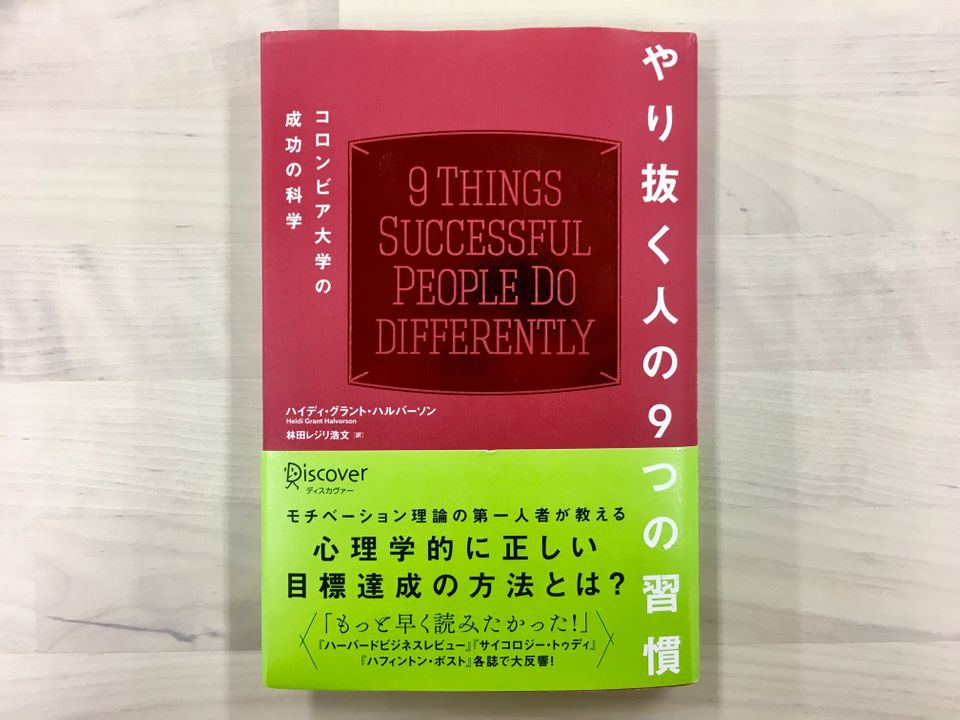 やり抜く人の9つの習慣
コロンビア大学の
成功の科学
9 THINGS
SUCCESSFUL
PEOPLE DO
DIFFERENTLY
ハイディ・グラント・ハルバーソン
Heidi Grant Halvorson
林田レジリ浩文 [訳]
Discover
ディスカヴァー
モチベーション理論の第一人者が教える
心理学的に正しい
目標達成の方法とは?
「もっと早く読みたかった!」
『ハーバードビジネスレビュー』『サイコロジー・トゥディ』
『ハフィントン・ポスト』各誌で大反響!